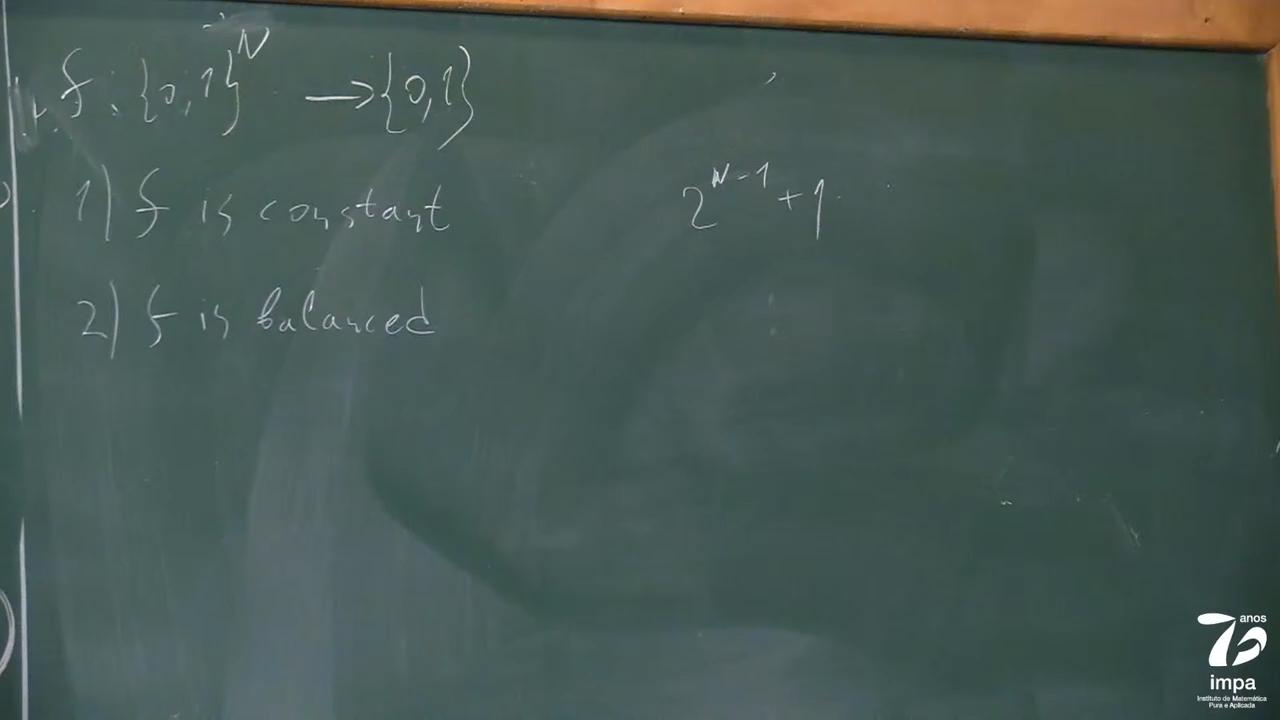 f : {0,1}^N → {0,1}
1) f is constant
2^{N-1} + 1
2) f is balanced
70 anos
impa
Instituto de Matemática
Pura e Aplicada